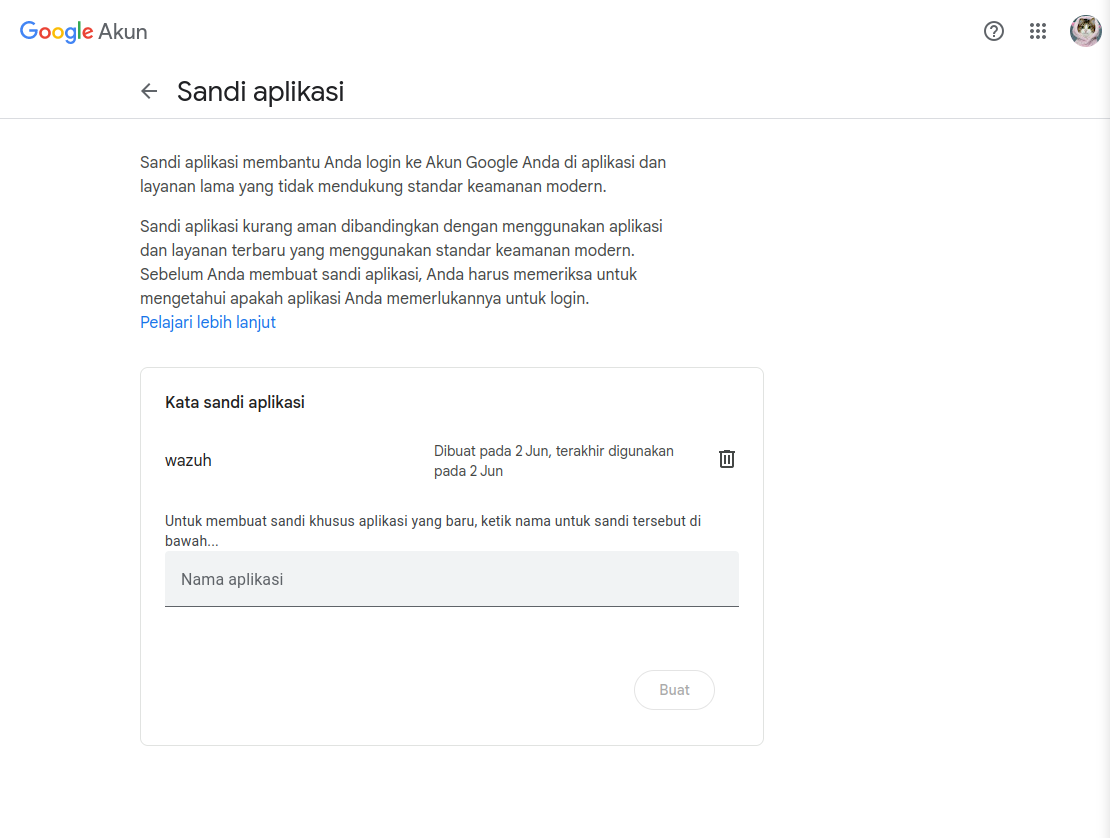 Google Akun
Sandi aplikasi
Sandi aplikasi membantu Anda login ke Akun Google Anda di aplikasi dan
layanan lama yang tidak mendukung standar keamanan modern.
Sandi aplikasi kurang aman dibandingkan dengan menggunakan aplikasi
dan layanan terbaru yang menggunakan standar keamanan modern.
Sebelum Anda membuat sandi aplikasi, Anda harus memeriksa untuk
mengetahui apakah aplikasi Anda memerlukannya untuk login.
Pelajari lebih lanjut
Kata sandi aplikasi
wazuh
Dibuat pada 2 Jun, terakhir digunakan
pada 2 Jun
Untuk membuat sandi khusus aplikasi yang baru, ketik nama untuk sandi tersebut di
bawah...
Nama aplikasi
Buat